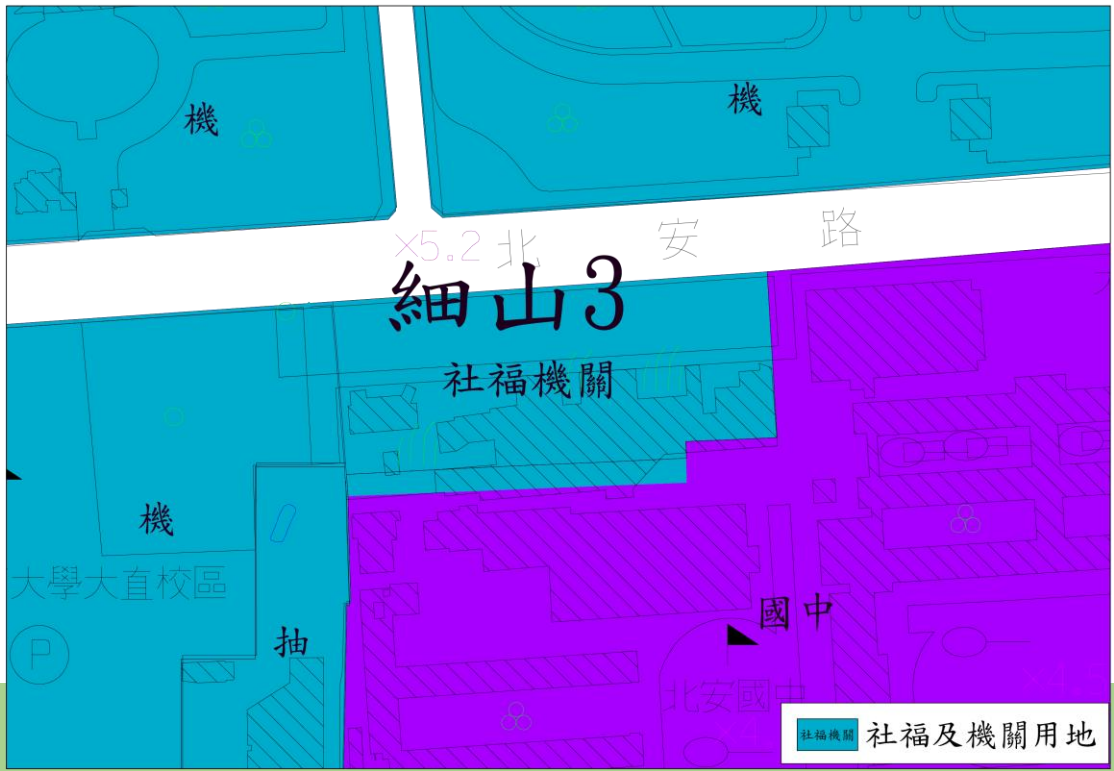 機
機
×5.2 北安路
細山3
社福機關
機
大學大直校區
P
抽
國中
北安國中
社福機關 社福及機關用地